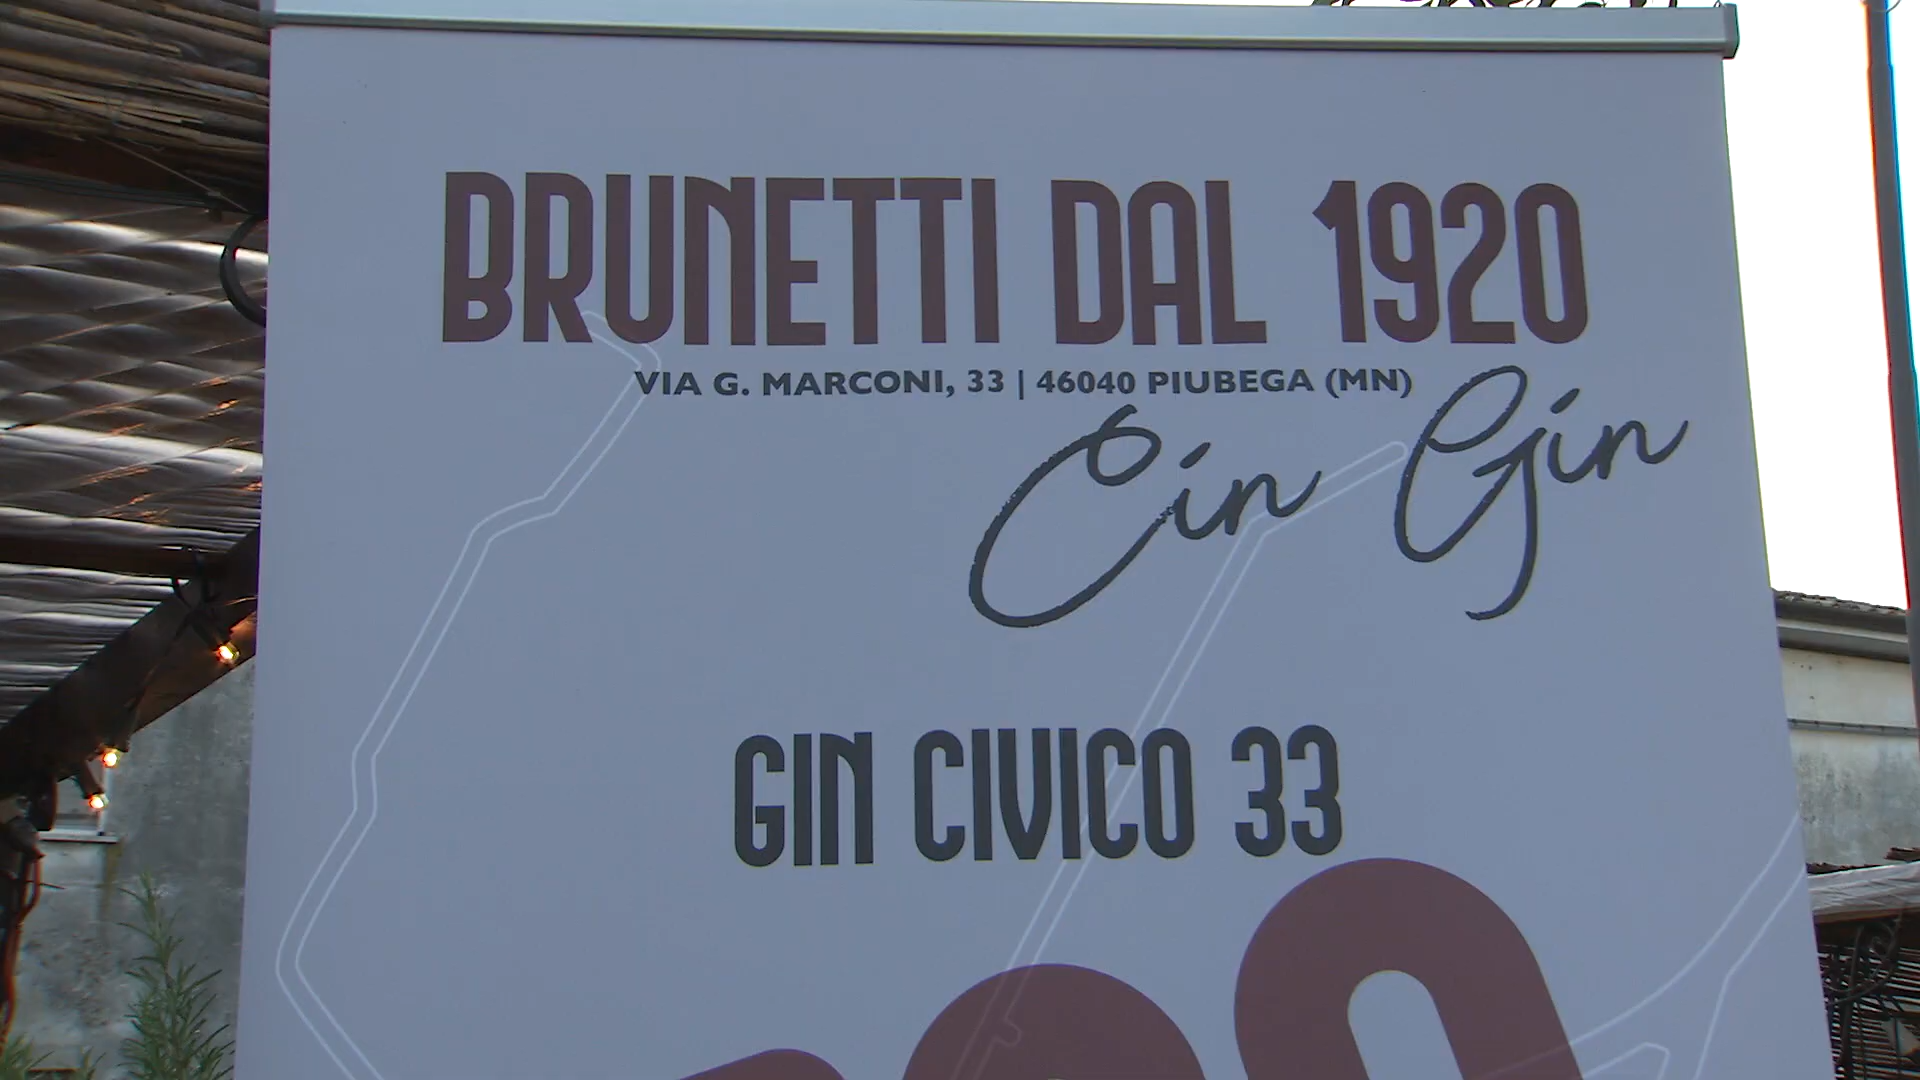 BRUNETTI DAL 1920
VIA G. MARCONI, 33 | 46040 PIUBEGA (MN)
Cin Gin
GIN CIVICO 33